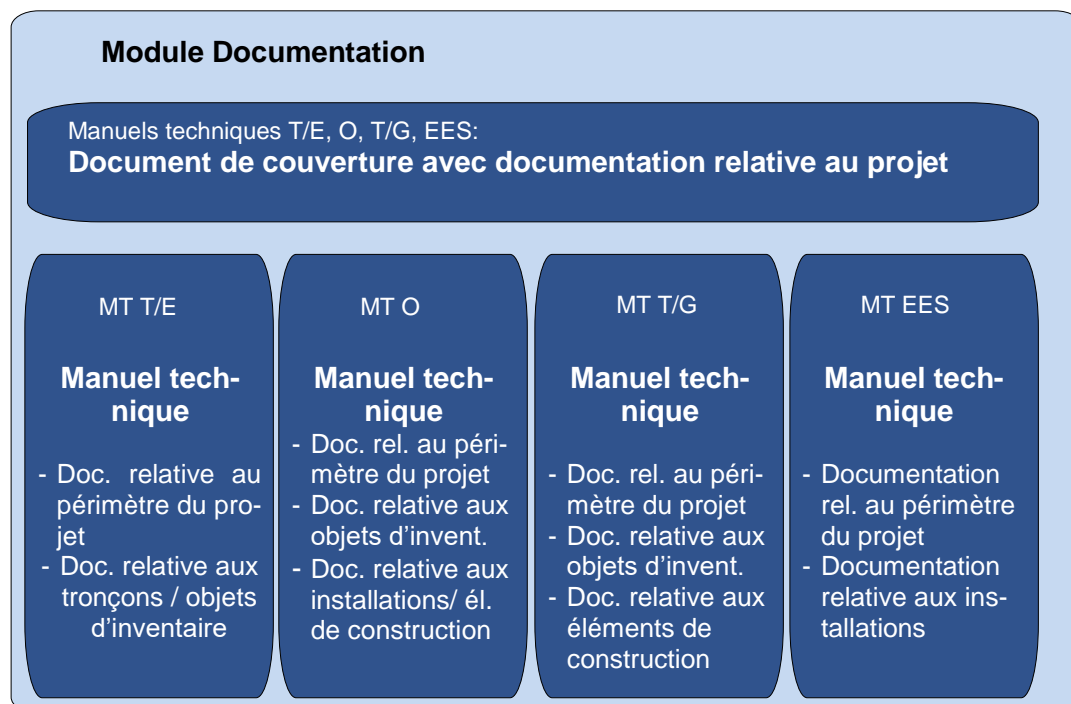 Module Documentation
Manuels techniques T/E, O, T/G, EES:
Document de couverture avec documentation relative au projet
MT T/E
Manuel tech-
nique
- Doc. relative au
périmètre du pro-
jet
- Doc. relative aux
tronçons / objets
d’inventaire
MT O
Manuel tech-
nique
- Doc. rel. au péri-
mètre du projet
- Doc. relative aux
objets d’invent.
- Doc. relative aux
installations/ él.
de construction
MT T/G
Manuel tech-
nique
- Doc. rel. au péri-
mètre du projet
- Doc. relative aux
objets d’invent.
- Doc. relative aux
éléments de
construction
MT EES
Manuel tech-
nique
- Documentation
rel. au périmètre
du projet
- Documentation
relative aux ins-
tallations